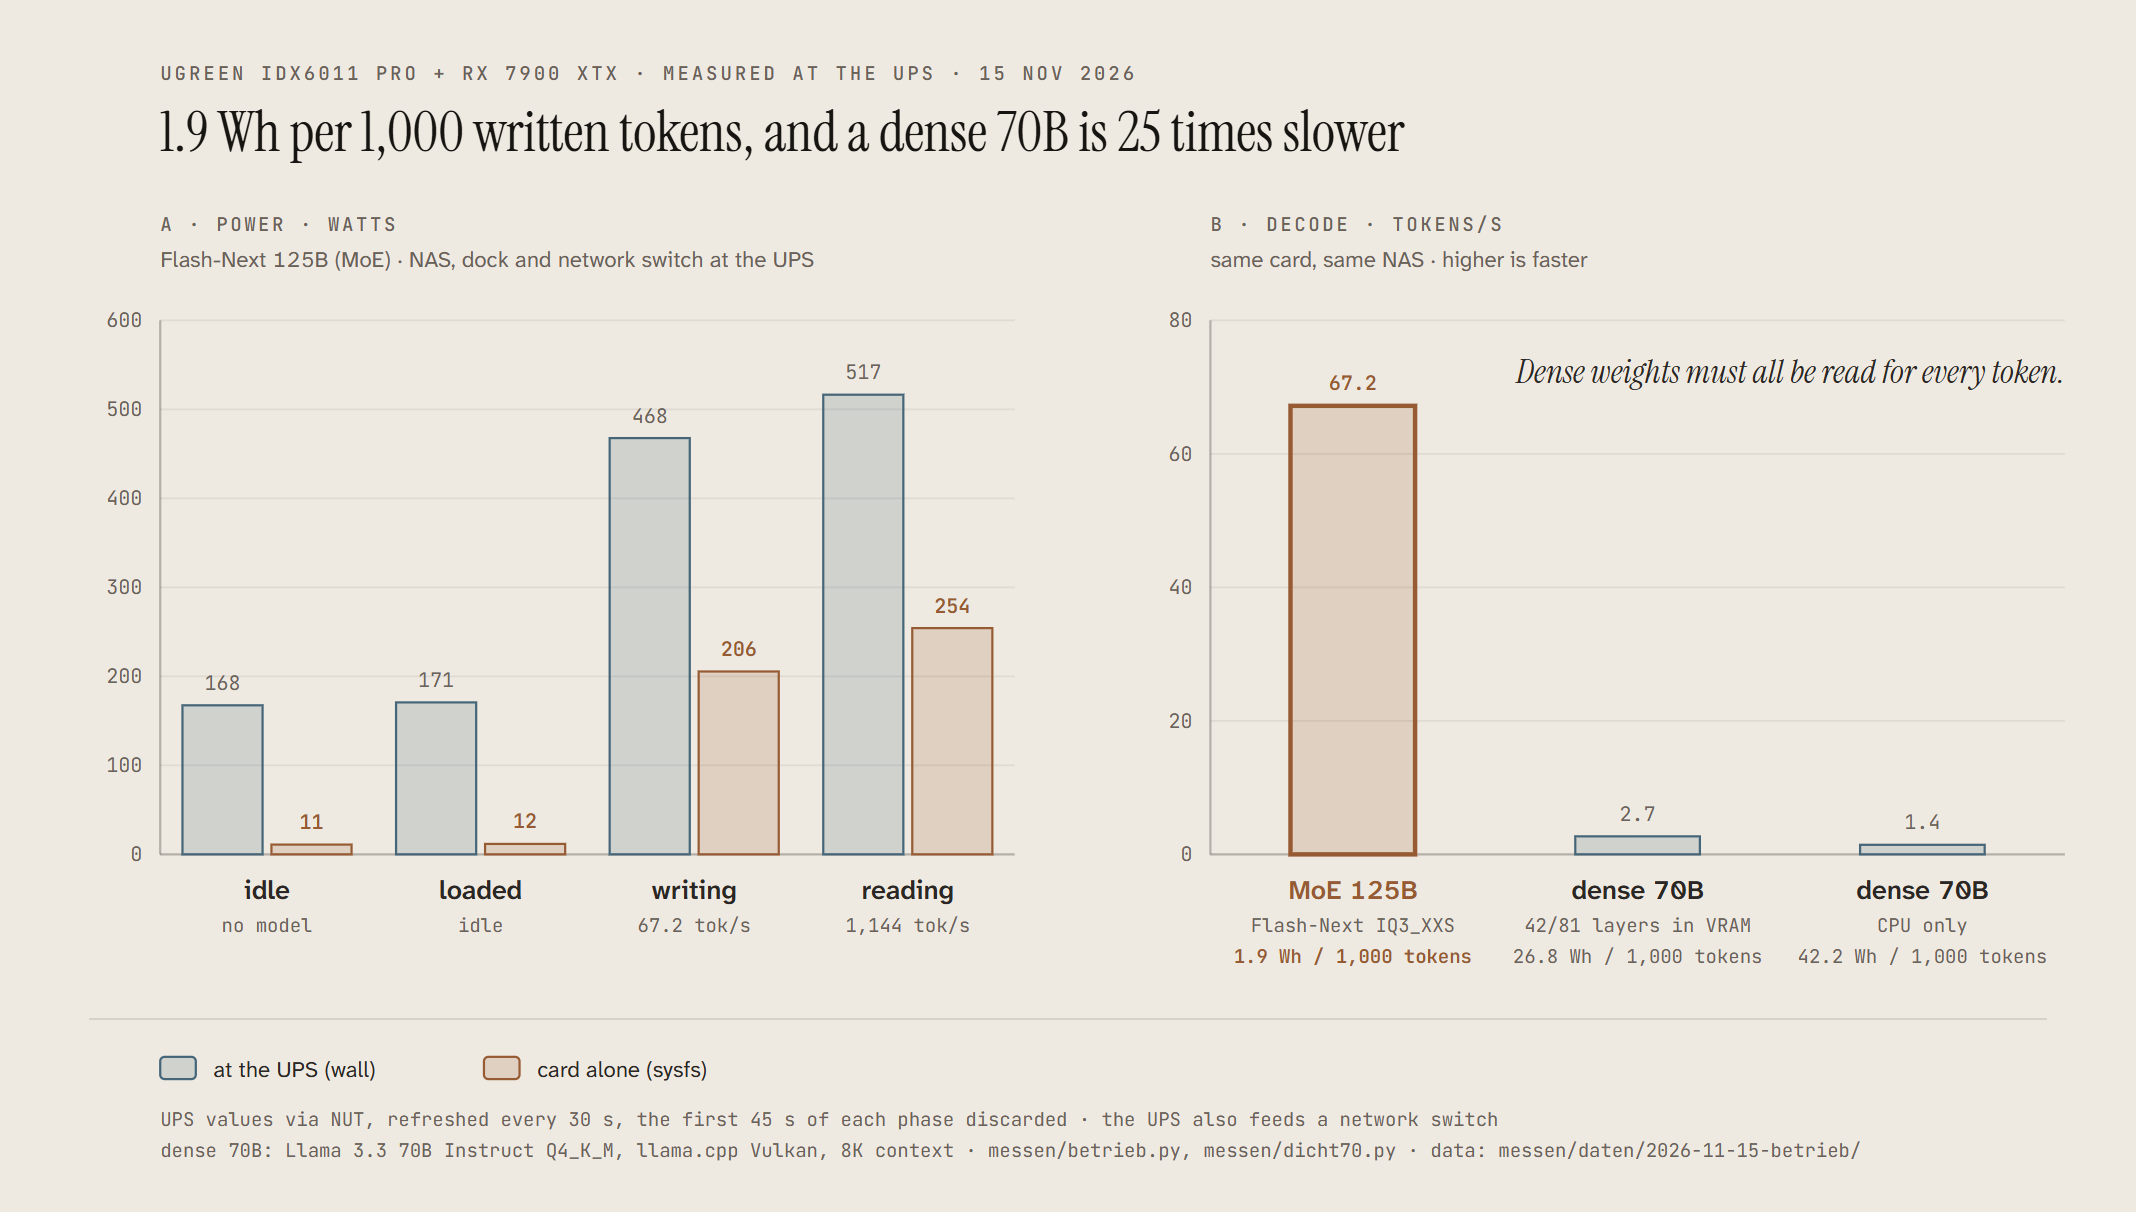 UGREEN IDX6011 PRO + RX 7900 XTX · MEASURED AT THE UPS · 15 NOV 2026
1.9 Wh per 1,000 written tokens, and a dense 70B is 25 times slower
A · POWER · WATTS
Flash-Next 125B (MoE) · NAS, dock and network switch at the UPS
600
500
400
300
200
100
0
168
11
171
12
468
206
517
254
idle
no model
loaded
idle
writing
67.2 tok/s
reading
1,144 tok/s
B · DECODE · TOKENS/S
same card, same NAS · higher is faster
80
60
40
20
0
Dense weights must all be read for every token.
67.2
2.7
1.4
MoE 125B
Flash-Next IQ3_XXS
1.9 Wh / 1,000 tokens
dense 70B
42/81 layers in VRAM
26.8 Wh / 1,000 tokens
dense 70B
CPU only
42.2 Wh / 1,000 tokens
at the UPS (wall)
card alone (sysfs)
UPS values via NUT, refreshed every 30 s, the first 45 s of each phase discarded · the UPS also feeds a network switch
dense 70B: Llama 3.3 70B Instruct Q4_K_M, llama.cpp Vulkan, 8K context · messen/betrieb.py, messen/dicht70.py · data: messen/daten/2026-11-15-betrieb/